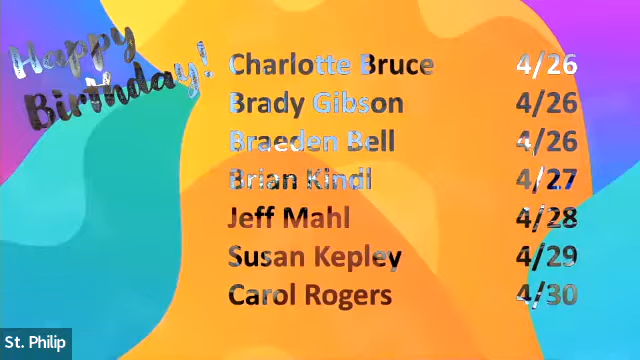 Happy
Birthday!
Charlotte Bruce 4/26
Brady Gibson 4/26
Braeden Bell 4/26
Brian Kindl 4/27
Jeff Mahl 4/28
Susan Kepley 4/29
Carol Rogers 4/30
St. Philip